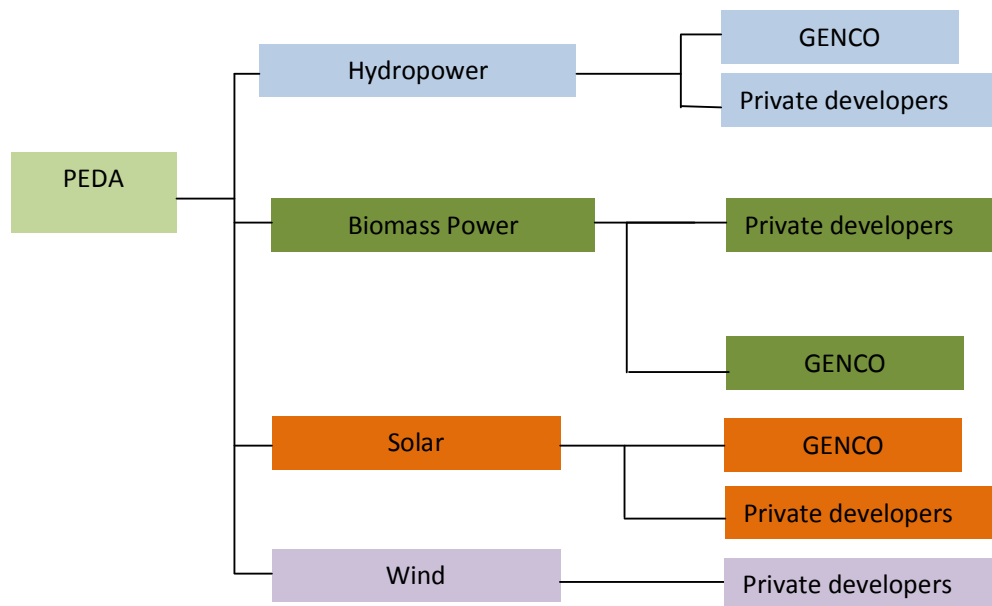 PEDA
Hydropower
GENCO
Private developers
Biomass Power
Private developers
GENCO
Solar
GENCO
Private developers
Wind
Private developers